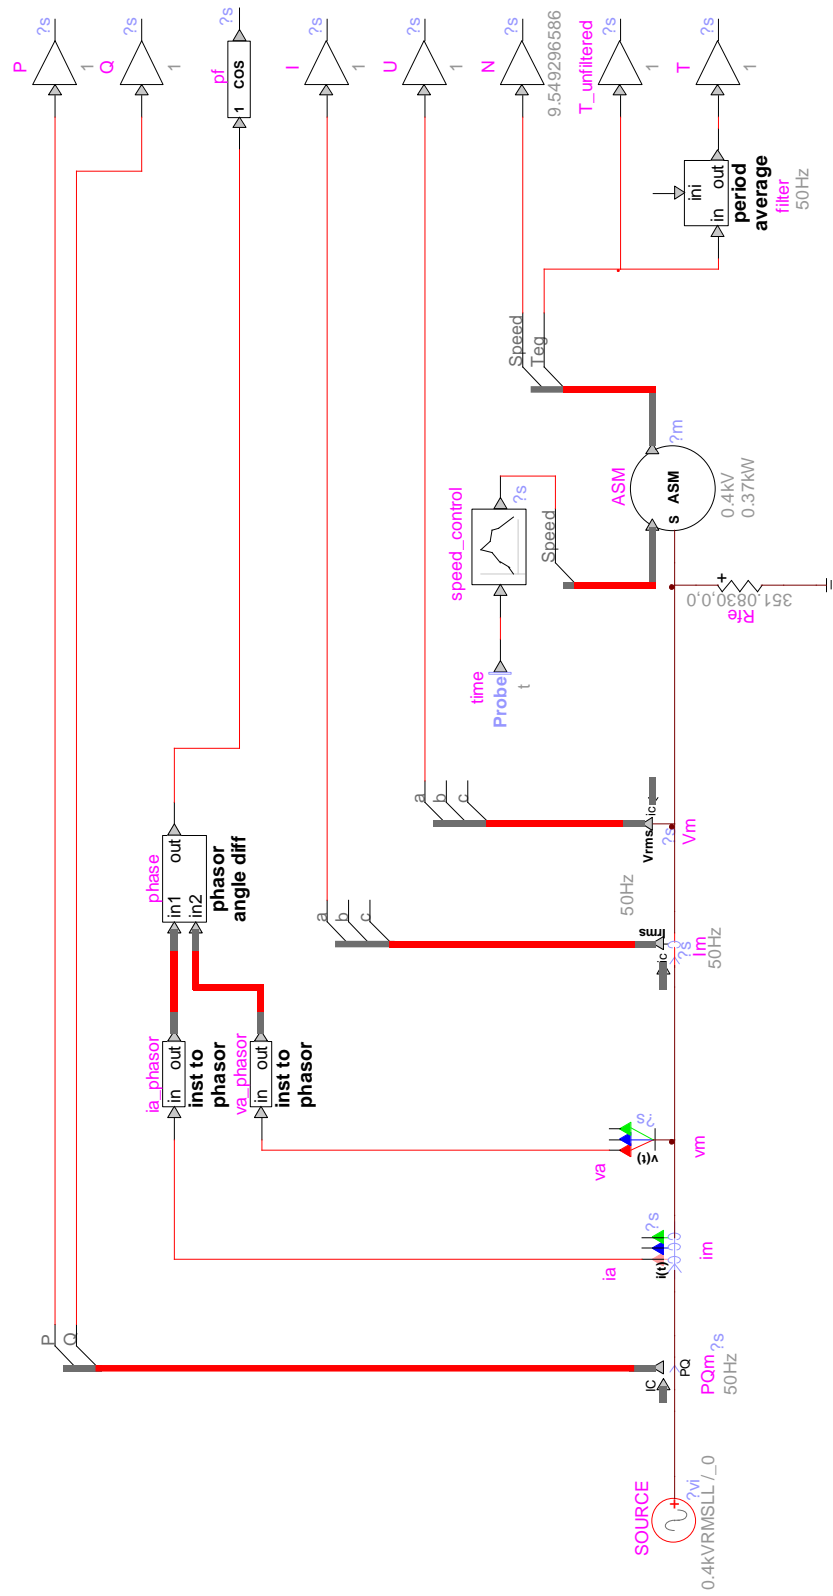 P
?s
1
Q
?s
1
pf
?s
1 cos
I
?s
1
U
?s
1
N
?s
9.549296586
T_unfiltered
?s
1
T
?s
1
ini
in out
period
average
filter
50Hz
Speed
Teg
ASM
?m
S ASM
0.4kV
0.37kW
speed_control
?s
Speed
time
Probe
t
+
Rfe
351.0830,0,0
phase
in1 out
in2
phasor
angle diff
ia_phasor
in out
inst to
phasor
va_phasor
in out
inst to
phasor
a
b
c
Vrms
ic
?s
Vm
50Hz
a
b
c
Irms
ic
?s
Im
50Hz
va
v(t)
?s
vm
ia
i(t)
?s
im
P
Q
IC
PQ
PQm
?s
50Hz
SOURCE
+
?vi
0.4kVRMSLL /_0